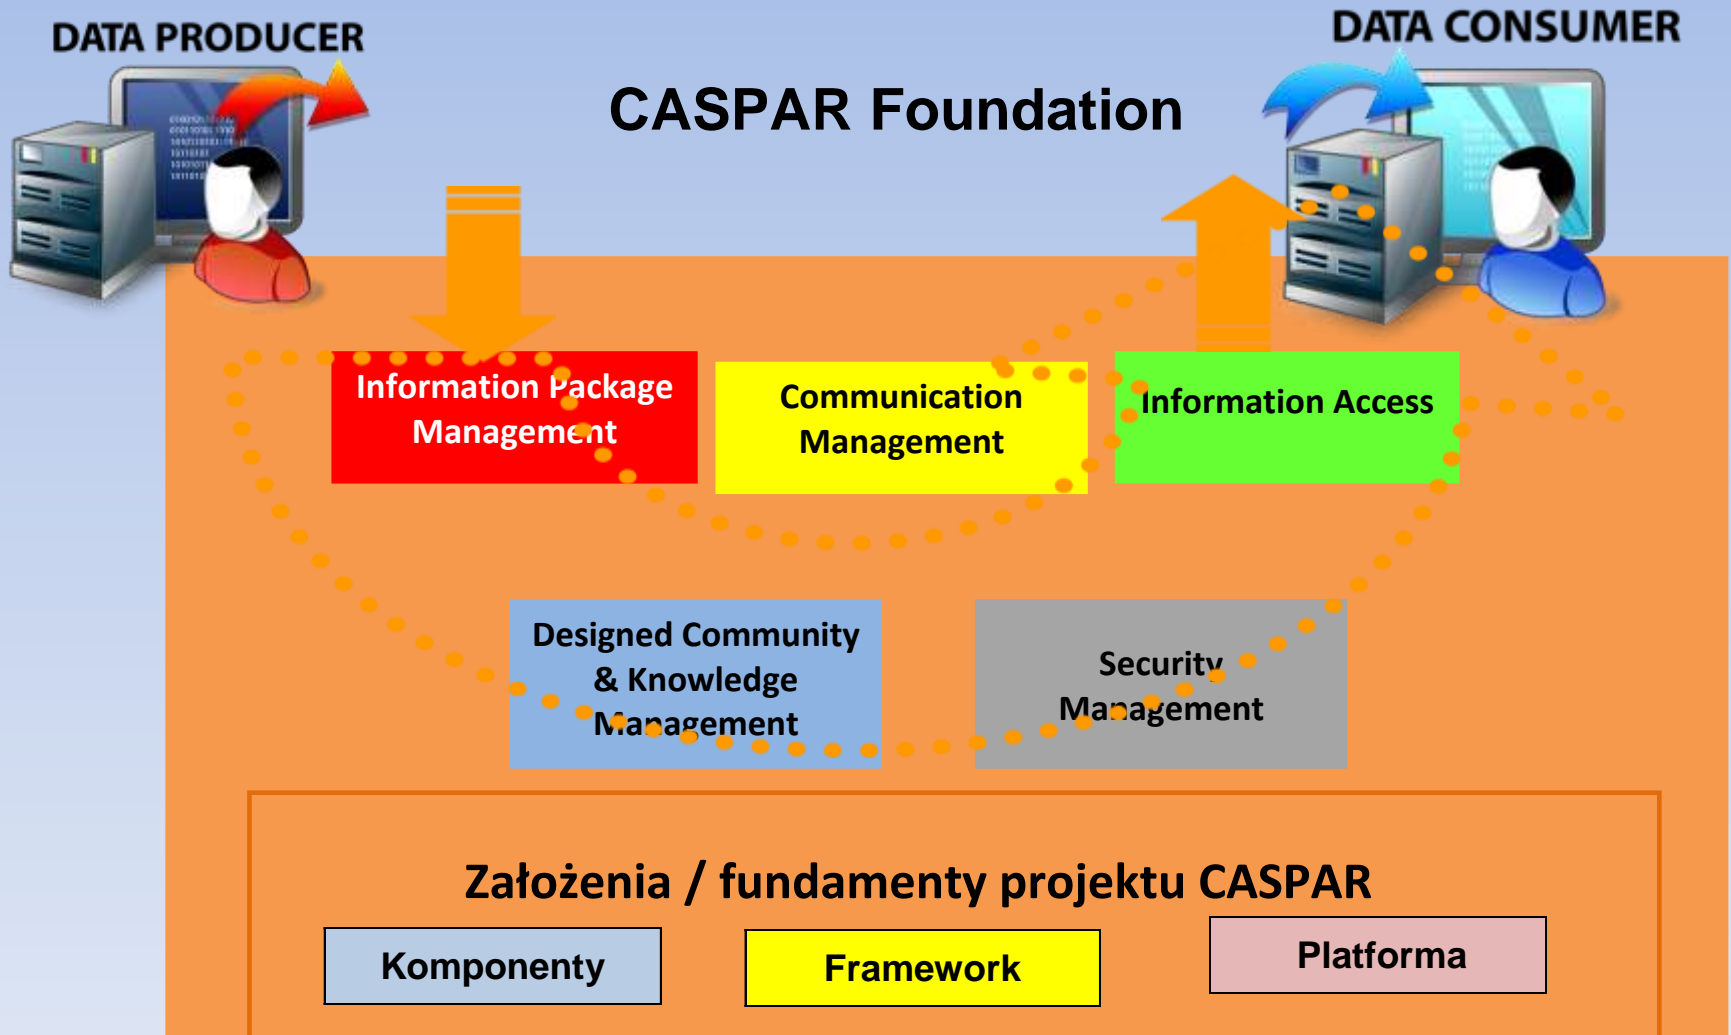 DATA PRODUCER
DATA CONSUMER
CASPAR Foundation
Information Package
Management
Communication
Management
Information Access
Designed Community
& Knowledge
Management
Security
Management
Założenia / fundamenty projektu CASPAR
Komponenty
Framework
Platforma